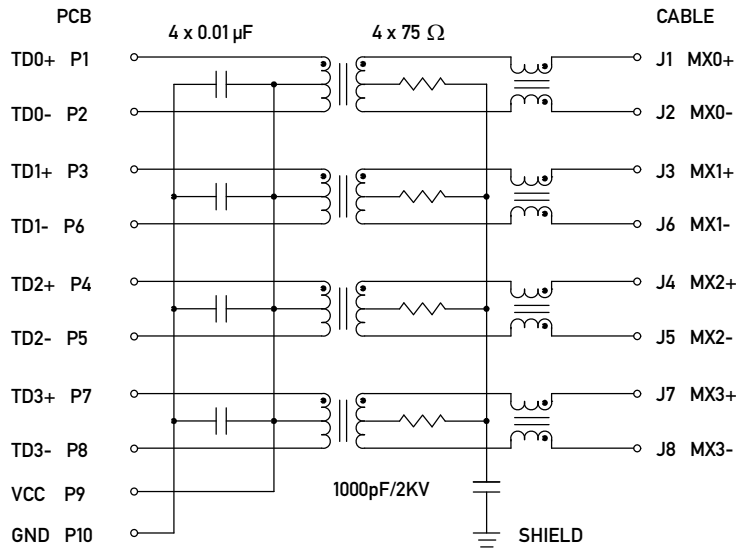 PCB
CABLE
4 x 0.01 µF
4 x 75 Ω
TD0+ P1
J1 MX0+
TD0- P2
J2 MX0-
TD1+ P3
J3 MX1+
TD1- P6
J6 MX1-
TD2+ P4
J4 MX2+
TD2- P5
J5 MX2-
TD3+ P7
J7 MX3+
TD3- P8
J8 MX3-
VCC P9
1000pF/2KV
GND P10
SHIELD